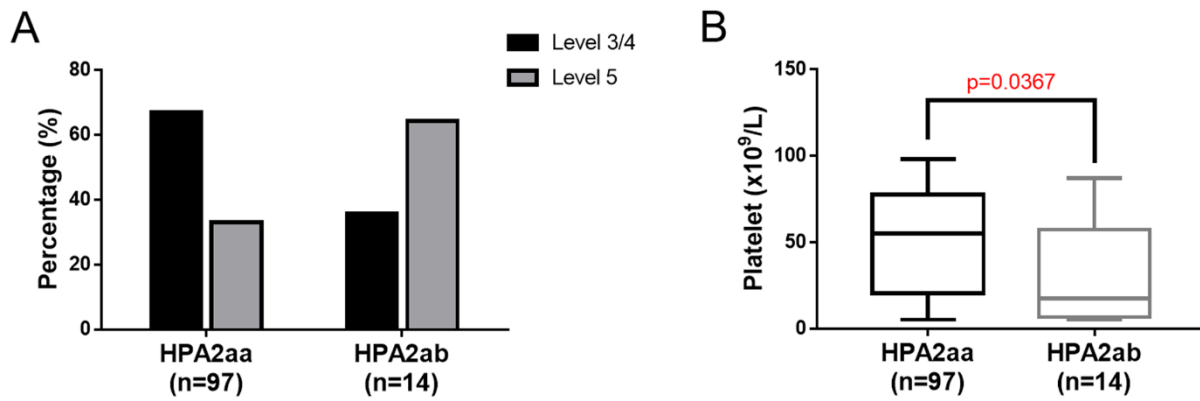 A
Level 3/4
Level 5
Percentage (%)
80
60
40
20
0
HPA2aa
(n=97)
HPA2ab
(n=14)
B
p=0.0367
Platelet (x10⁹/L)
150
100
50
0
HPA2aa
(n=97)
HPA2ab
(n=14)